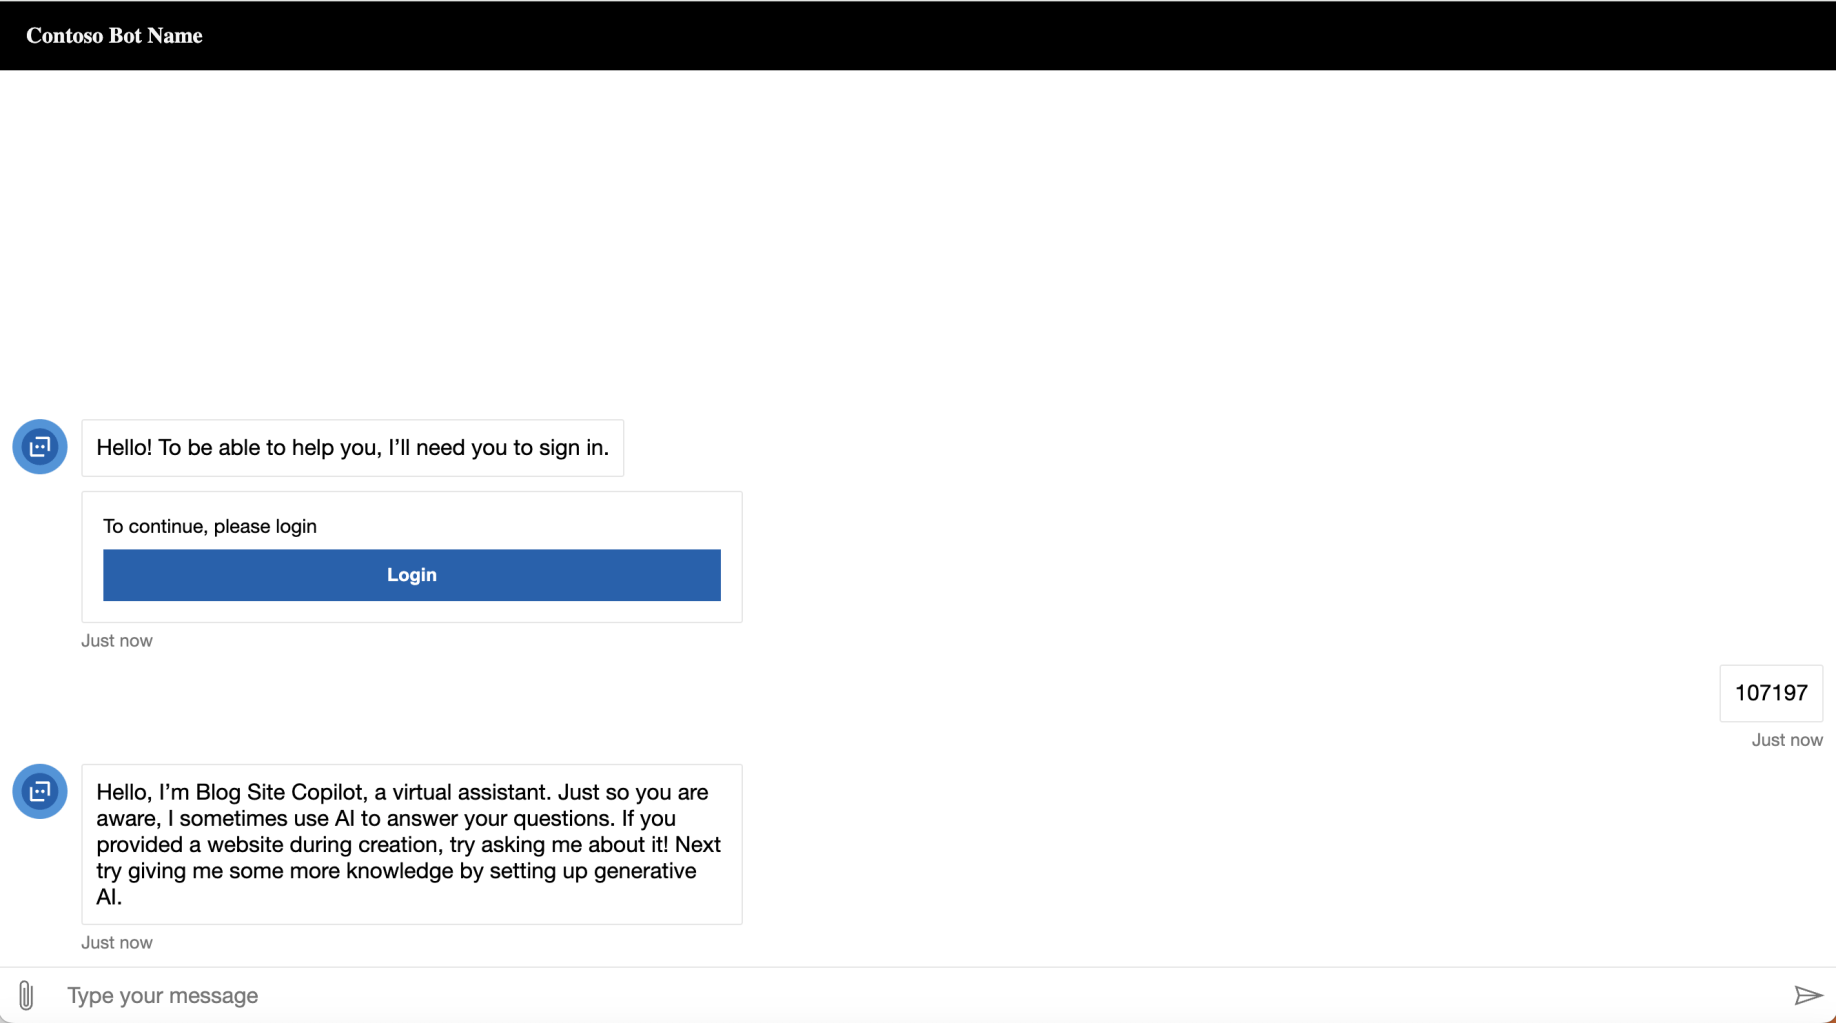 Contoso Bot Name
Hello! To be able to help you, I’ll need you to sign in.
To continue, please login
Login
Just now
107197
Just now
Hello, I’m Blog Site Copilot, a virtual assistant. Just so you are
aware, I sometimes use AI to answer your questions. If you
provided a website during creation, try asking me about it! Next
try giving me some more knowledge by setting up generative
AI.
Just now
Type your message